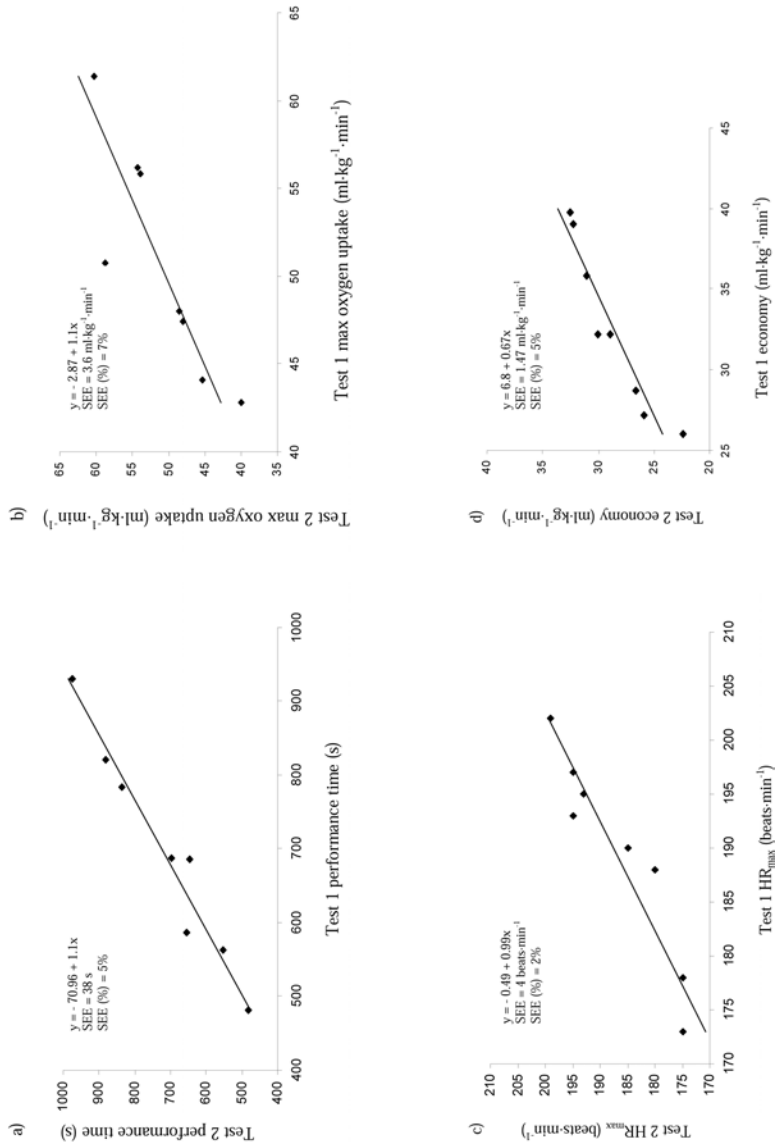 a)
y = - 70.96 + 1.1x
SEE = 38 s
SEE (%) = 5%
Test 2 performance time (s)
1000
900
800
700
600
500
400
400
500
600
700
800
900
1000
Test 1 performance time (s)
b)
y = - 2.87 + 1.1x
SEE = 3.6 ml·kg⁻¹·min⁻¹
SEE (%) = 7%
Test 2 max oxygen uptake (ml·kg⁻¹·min⁻¹)
65
60
55
50
45
40
35
40
45
50
55
60
65
Test 1 max oxygen uptake (ml·kg⁻¹·min⁻¹)
c)
y = - 0.49 + 0.99x
SEE = 4 beats·min⁻¹
SEE (%) = 2%
Test 2 HRmax (beats·min⁻¹
210
205
200
195
190
185
180
175
170
170
175
180
185
190
195
200
205
210
Test 1 HRmax (beats·min⁻¹)
d)
y = 6.8 + 0.67x
SEE = 1.47 ml·kg⁻¹·min⁻¹
SEE (%) = 5%
Test 2 economy (ml·kg⁻¹·min⁻¹)
40
35
30
25
20
25
30
35
40
45
Test 1 economy (ml·kg⁻¹·min⁻¹)